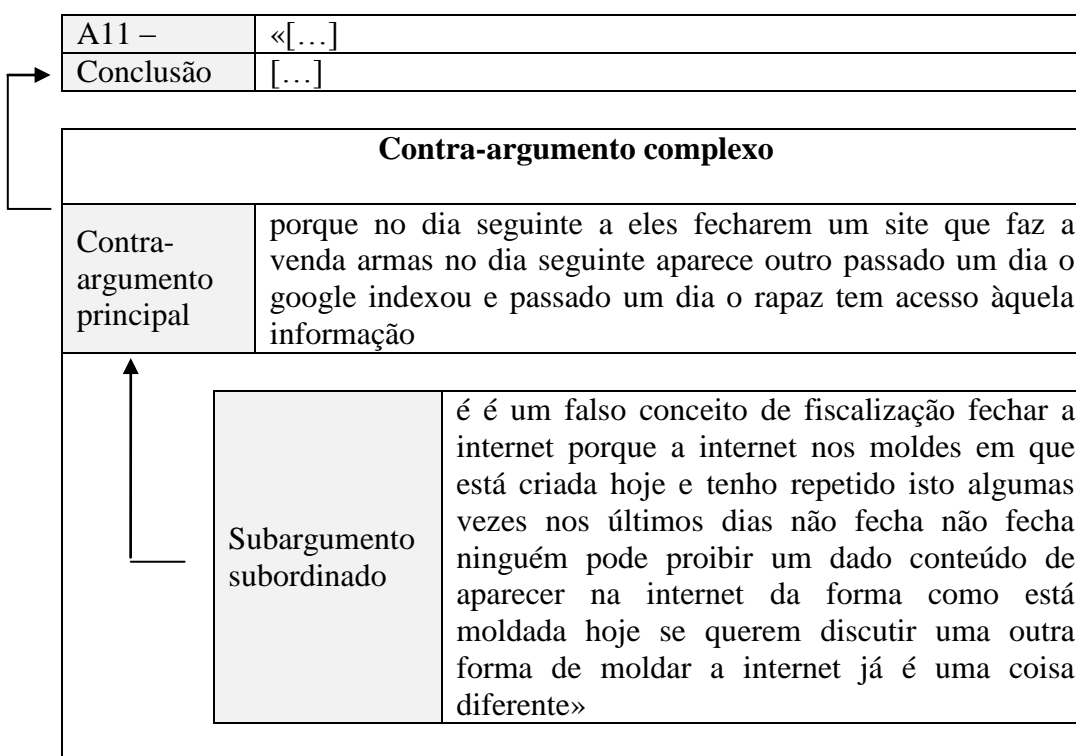 A11 – «[…]
Conclusão […]
Contra-argumento complexo
Contra-
argumento
principal
porque no dia seguinte a eles fecharem um site que faz a
venda armas no dia seguinte aparece outro passado um dia o
google indexou e passado um dia o rapaz tem acesso àquela
informação
Subargumento
subordinado
é é um falso conceito de fiscalização fechar a
internet porque a internet nos moldes em que
está criada hoje e tenho repetido isto algumas
vezes nos últimos dias não fecha não fecha
ninguém pode proibir um dado conteúdo de
aparecer na internet da forma como está
moldada hoje se querem discutir uma outra
forma de moldar a internet já é uma coisa
diferente»